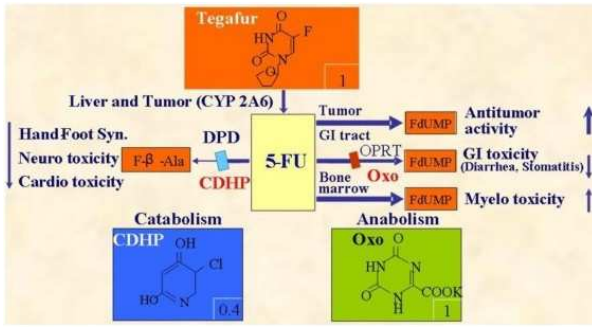 Tegafur
O
HN
F
O
N
O
1
Liver and Tumor (CYP 2A6)
Hand-Foot Syn.
Neuro toxicity
Cardio toxicity
F-β -Ala
DPD
CDHP
5-FU
Tumor
GI tract
OPRT
Oxo
Bone
marrow
FdUMP
Antitumor
activity
FdUMP
GI toxicity
(Diarrhea, Stomatitis)
FdUMP
Myelo toxicity
Catabolism
CDHP
OH
Cl
HO
N
0.4
Anabolism
Oxo
O
HN
N
O
N
H
COOK
1